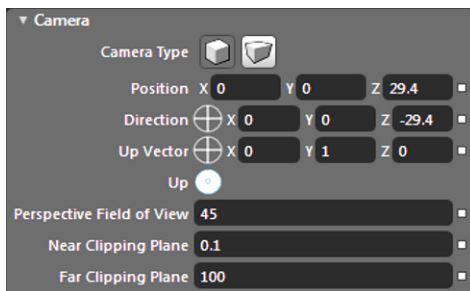 Camera
Camera Type
Position X 0 Y 0 Z 29.4
Direction X 0 Y 0 Z -29.4
Up Vector X 0 Y 1 Z 0
Up
Perspective Field of View 45
Near Clipping Plane 0.1
Far Clipping Plane 100